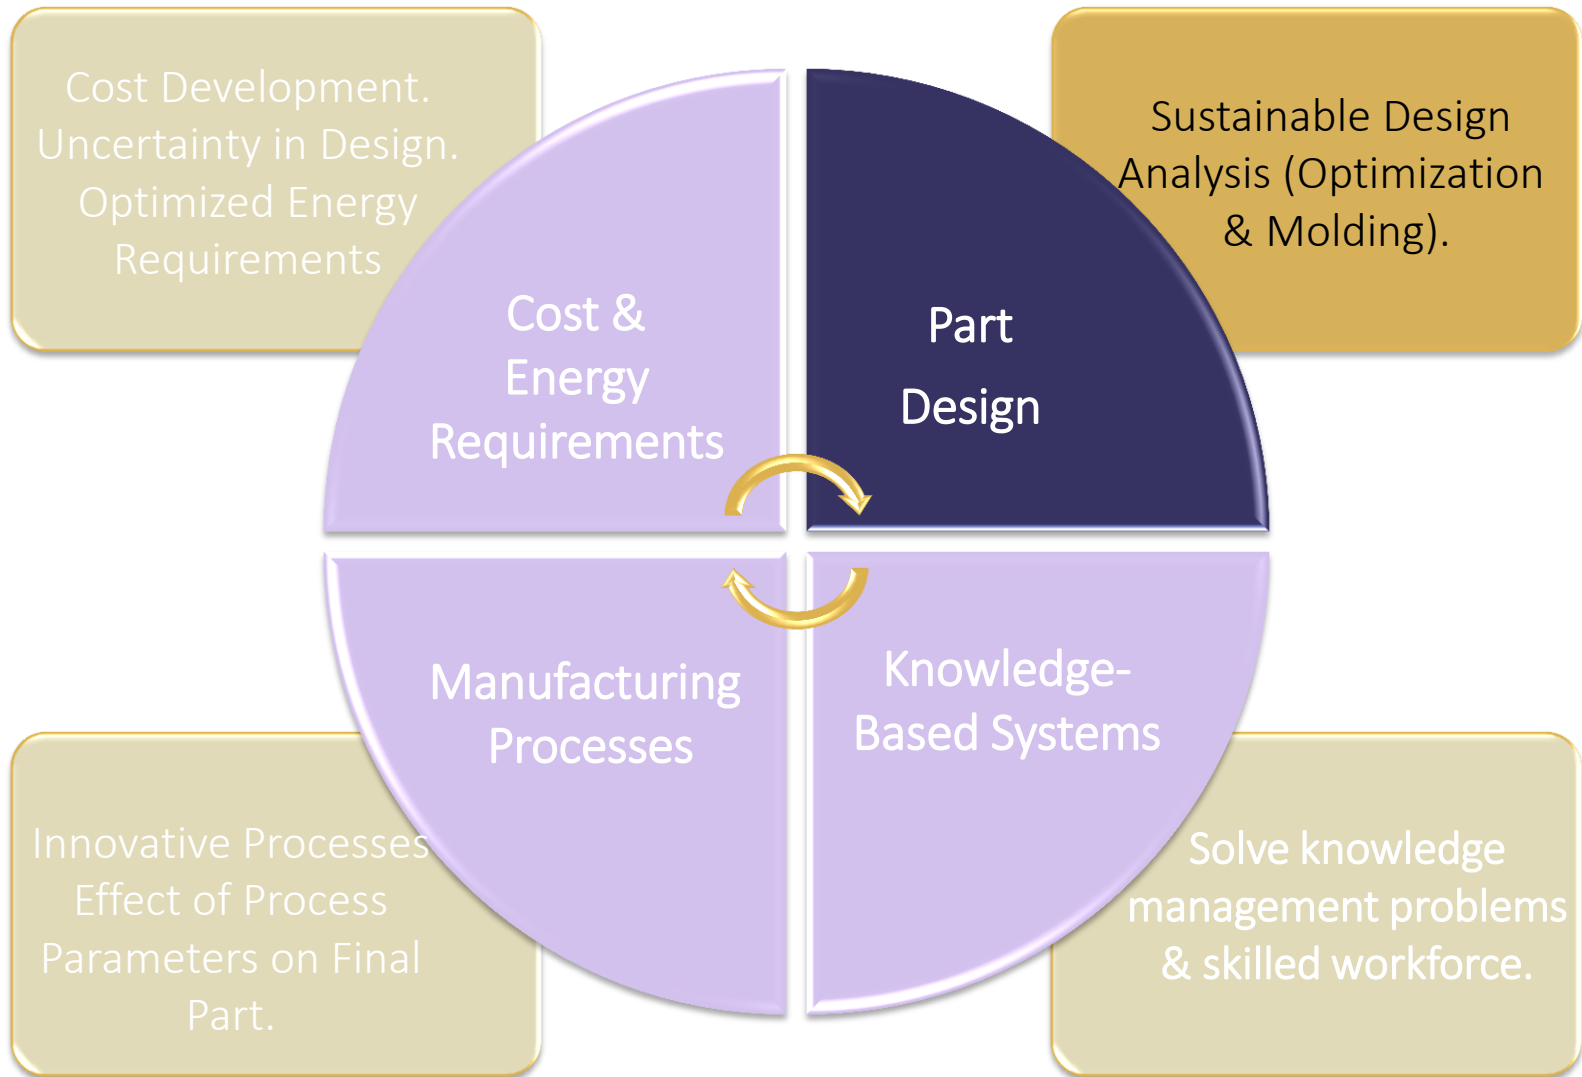 Cost Development.
Uncertainty in Design.
Optimized Energy
Requirements
Sustainable Design
Analysis (Optimization
& Molding).
Cost &
Energy
Requirements
Part
Design
Manufacturing
Processes
Knowledge-
Based Systems
Innovative Processes
Effect of Process
Parameters on Final
Part.
Solve knowledge
management problems
& skilled workforce.